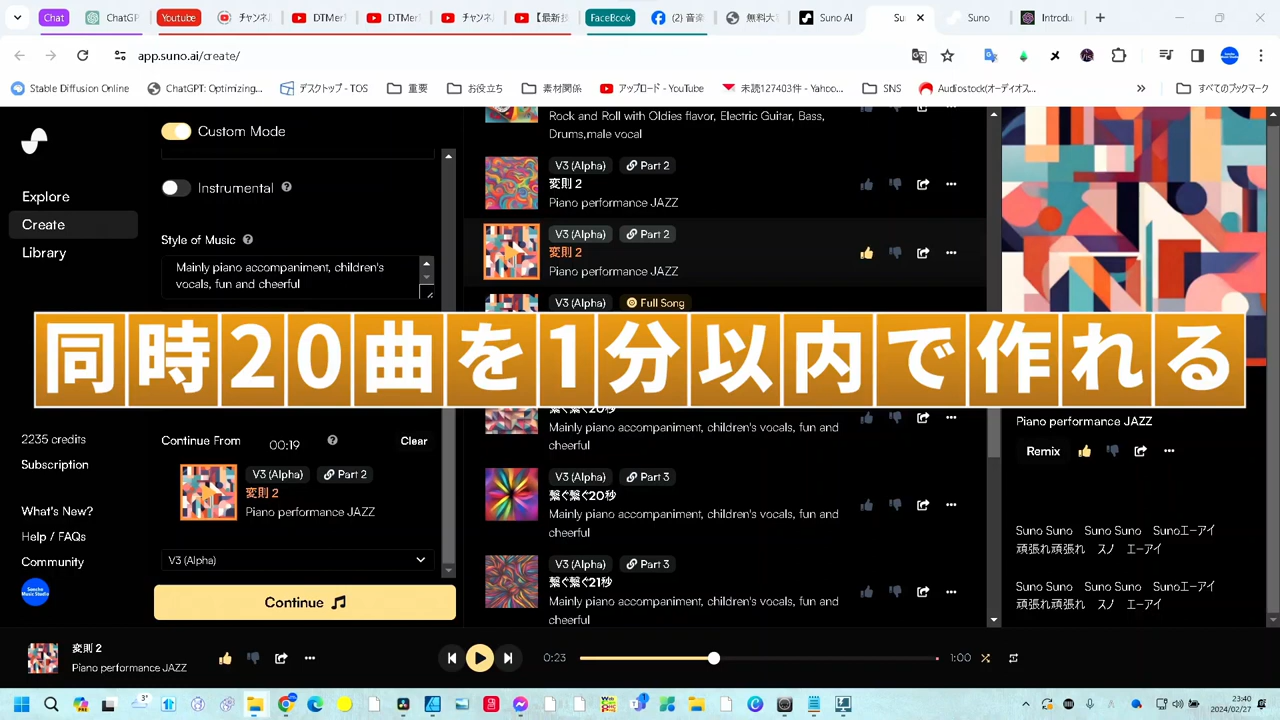 Chat
Youtube
チャンネル
DTMer
DTMer
チャンネ
【最新技
FaceBook
(2) 音楽
無料大
Suno AI
Suno
Introdu
app.suno.ai/create/
Stable Diffusion Online
ChatGPT: Optimizing...
デスクトップ - TOS
重要
お役立ち
素材関係
アップロード - YouTube
未読127403件 - Yahoo...
SNS
Audiostock(オーディオス...
すべてのブックマーク
Explore
Create
Library
2235 credits
Subscription
What's New?
Help / FAQs
Community
Custom Mode
Instrumental
Style of Music
Mainly piano accompaniment, children's
vocals, fun and cheerful
同時20曲を1分以内で作れる
Continue From
00:19
Clear
V3 (Alpha) Part 2
変則 2
Piano performance JAZZ
V3 (Alpha)
Continue
Rock and Roll with Oldies flavor, Electric Guitar, Bass,
Drums,male vocal
V3 (Alpha) Part 2
変則 2
Piano performance JAZZ
V3 (Alpha) Part 2
変則 2
Piano performance JAZZ
V3 (Alpha) Full Song
繋ぐ繋ぐ20秒
Mainly piano accompaniment, children's vocals, fun and
cheerful
V3 (Alpha) Part 3
繋ぐ繋ぐ20秒
Mainly piano accompaniment, children's vocals, fun and
cheerful
V3 (Alpha) Part 3
繋ぐ繋ぐ21秒
Mainly piano accompaniment, children's vocals, fun and
cheerful
Piano performance JAZZ
Remix
Suno Suno Suno Suno Sunoエーアイ
頑張れ頑張れ スノ エーアイ
Suno Suno Suno Suno Sunoエーアイ
頑張れ頑張れ スノ エーアイ
変則 2
Piano performance JAZZ
0:23
1:00
23:40
2024/02/27